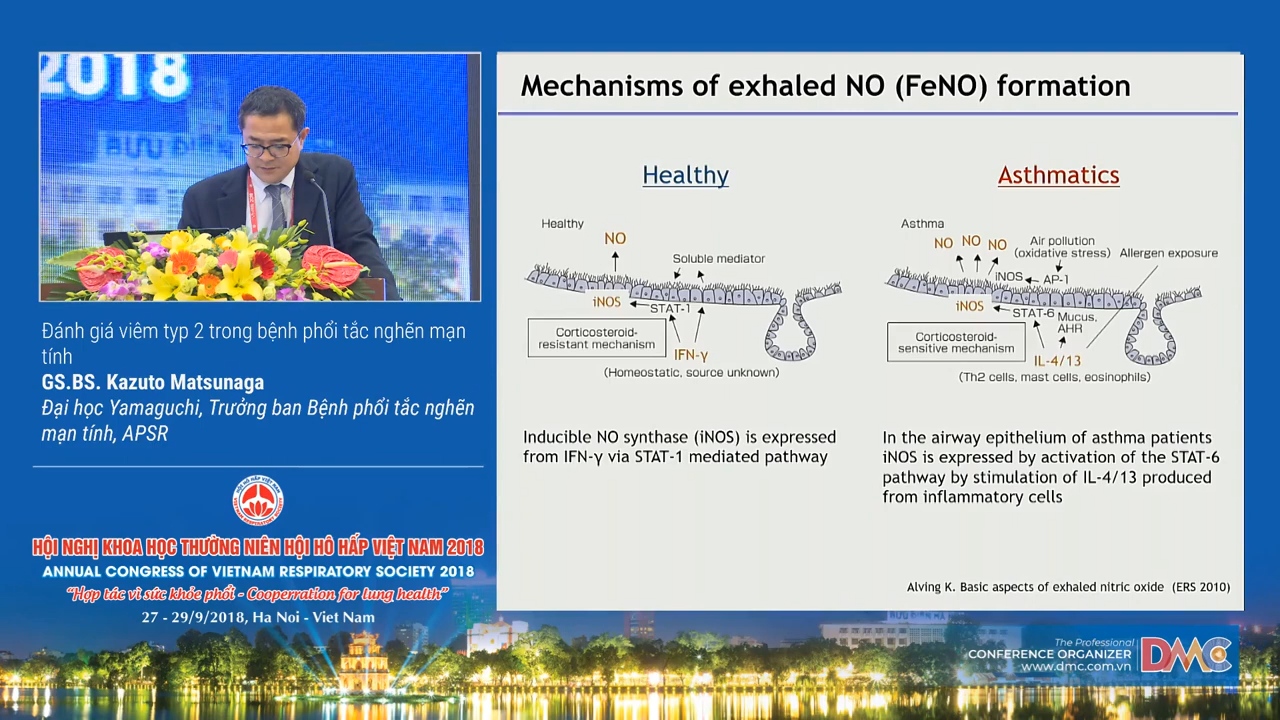 2018
BƯU ĐIỆN
Đánh giá viêm typ 2 trong bệnh phổi tắc nghẽn mạn
tính
GS.BS. Kazuto Matsunaga
Đại học Yamaguchi, Trưởng ban Bệnh phổi tắc nghẽn
mạn tính, APSR
HỘI NGHỊ KHOA HỌC THƯỜNG NIÊN HỘI HÔ HẤP VIỆT NAM 2018
ANNUAL CONGRESS OF VIETNAM RESPIRATORY SOCIETY 2018
“Hợp tác vì sức khỏe phổi - Cooperration for lung health”
27 - 29/9/2018, Ha Noi - Viet Nam
Mechanisms of exhaled NO (FeNO) formation
Healthy
Healthy
NO
Soluble mediator
iNOS
STAT-1
Corticosteroid-
resistant mechanism
IFN-γ
(Homeostatic, source unknown)
Inducible NO synthase (iNOS) is expressed
from IFN-γ via STAT-1 mediated pathway
Asthmatics
Asthma
NO NO NO
Air pollution
(oxidative stress)
Allergen exposure
iNOS
AP-1
iNOS
STAT-6
Mucus,
AHR
Corticosteroid-
sensitive mechanism
IL-4/13
(Th2 cells, mast cells, eosinophils)
In the airway epithelium of asthma patients
iNOS is expressed by activation of the STAT-6
pathway by stimulation of IL-4/13 produced
from inflammatory cells
Alving K. Basic aspects of exhaled nitric oxide (ERS 2010)
The Professional
CONFERENCE ORGANIZER
www.dmc.com.vn
DMC